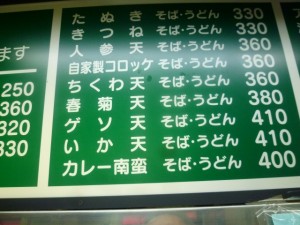 たぬき そば・うどん 330
きつね そば・うどん 330
人参天 そば・うどん 360
自家製コロッケ そば・うどん 360
ちくわ天 そば・うどん 360
春菊天 そば・うどん 380
ゲソ天 そば・うどん 410
いか天 そば・うどん 410
カレー南蛮 そば・うどん 400
ます
250
360
320
330